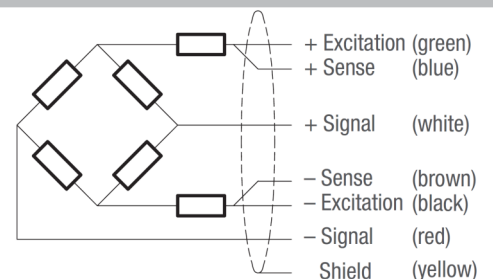 + Excitation (green)
+ Sense (blue)
+ Signal (white)
– Sense (brown)
– Excitation (black)
– Signal (red)
Shield (yellow)